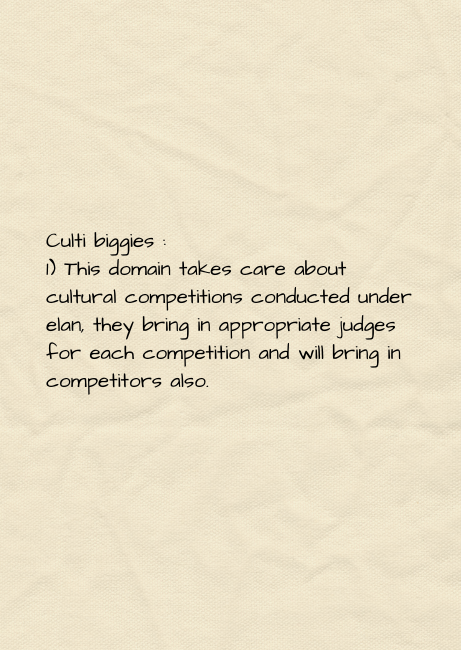 Culti biggies :
1) This domain takes care about
cultural competitions conducted under
elan, they bring in appropriate judges
for each competition and will bring in
competitors also.